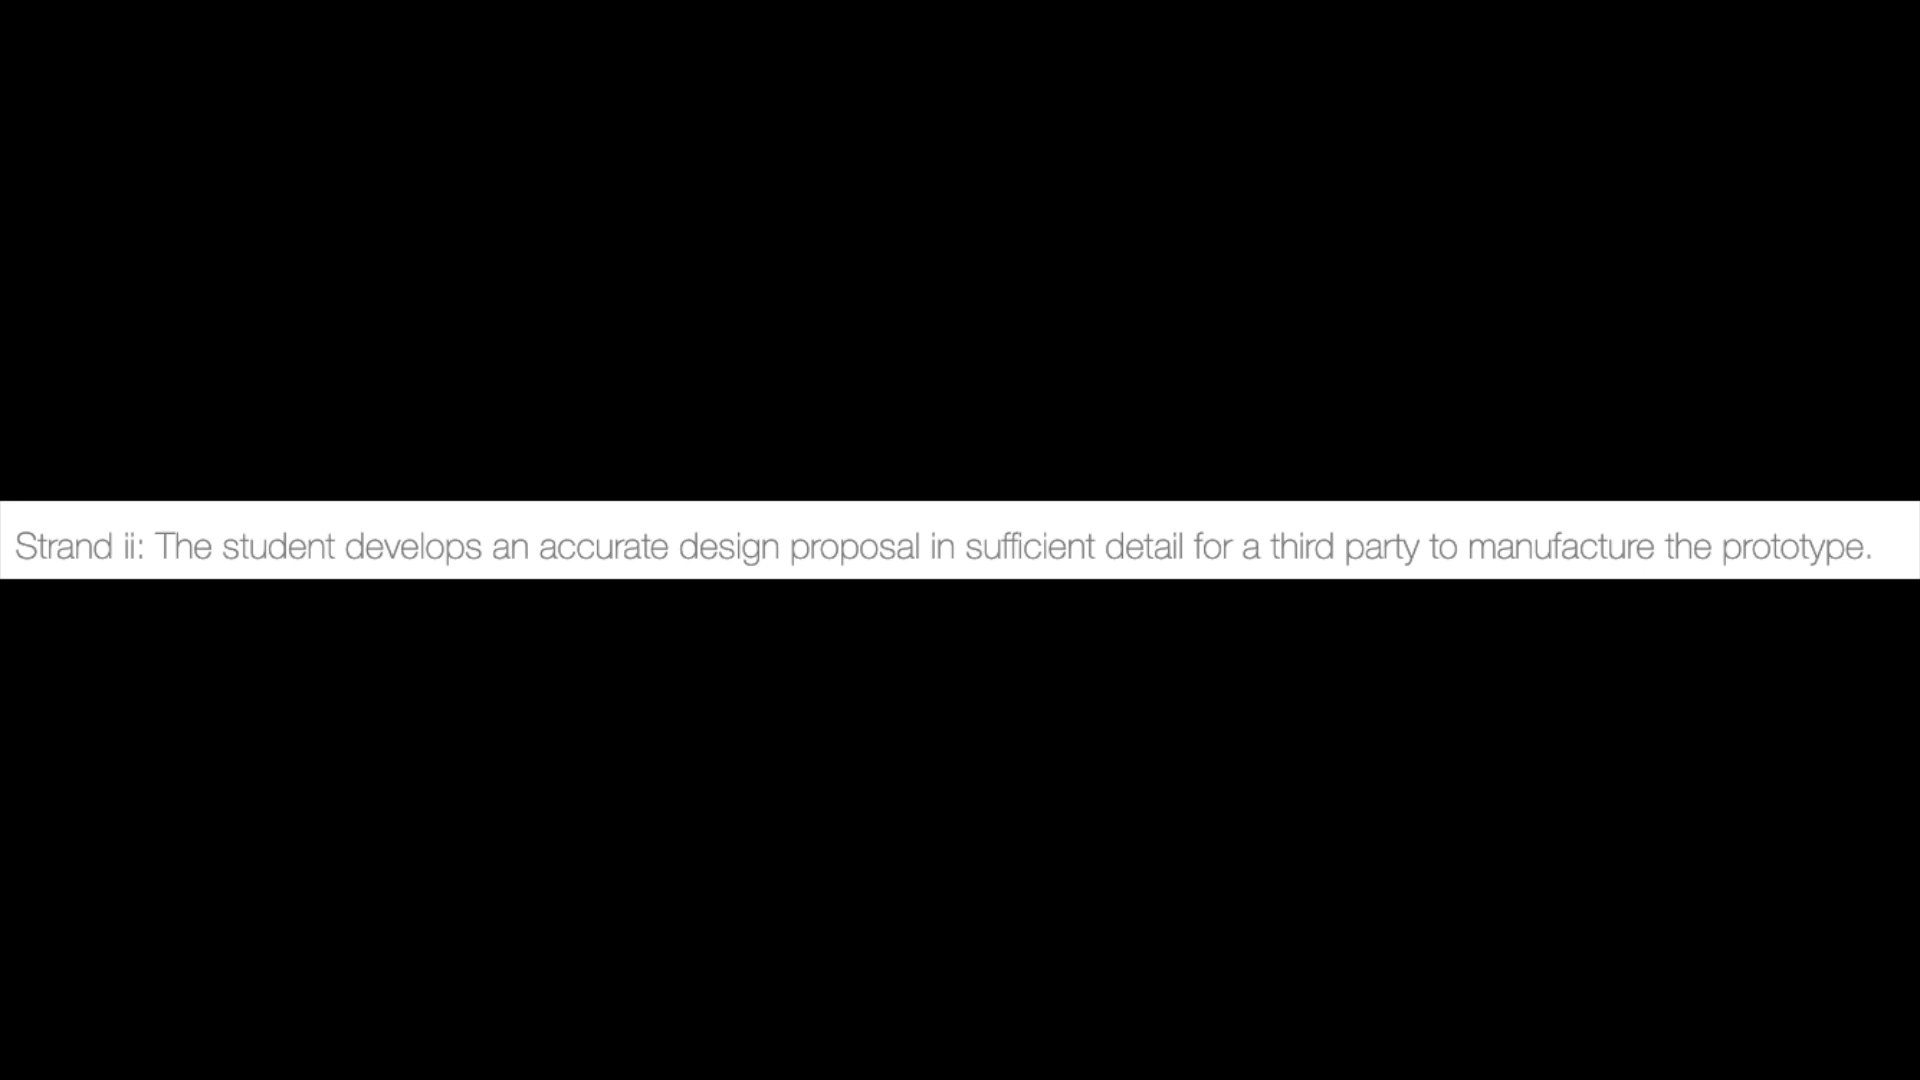 Strand ii: The student develops an accurate design proposal in sufficient detail for a third party to manufacture the prototype.